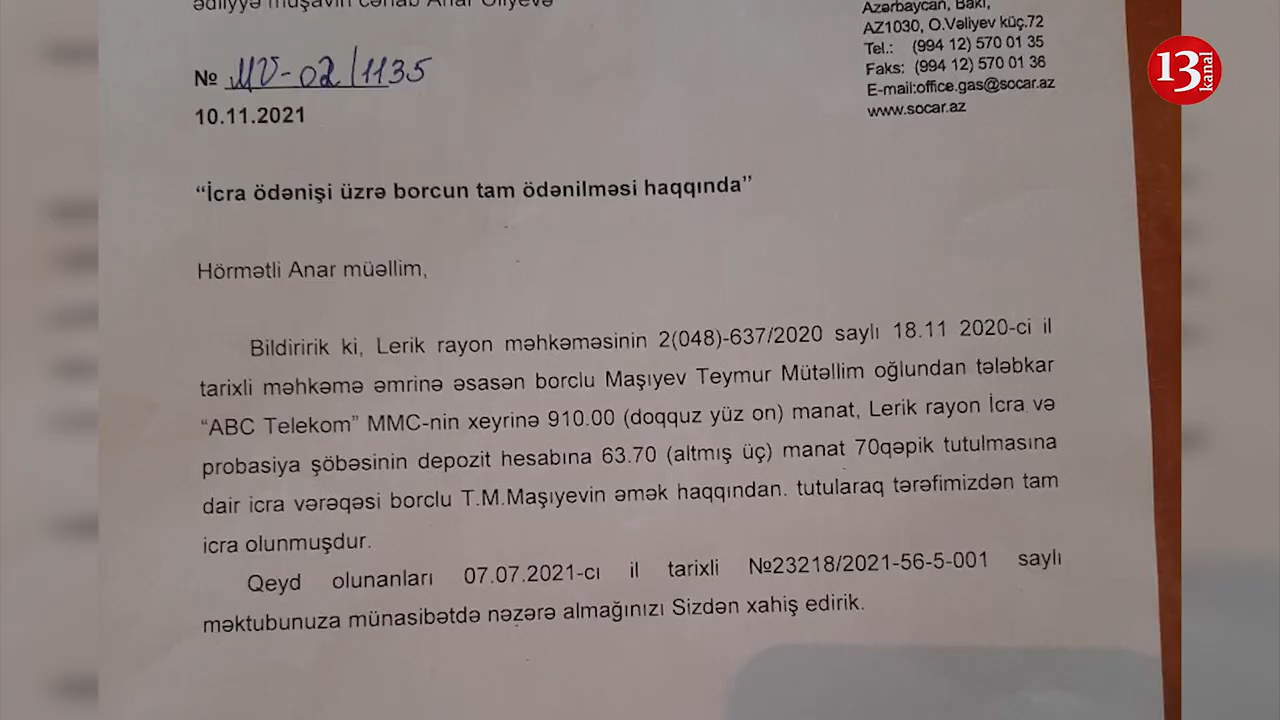 ədliyyə müşavin cənab Anar Əliyevə
Azərbaycan, Bakı,
AZ1030, O.Vəliyev küç.72
Tel.: (994 12) 570 01 35
Faks: (994 12) 570 01 36
E-mail:office.gas@socar.az
www.socar.az
13
kanal
№ MV-02/1135
10.11.2021
“İcra ödənişi üzrə borcun tam ödənilməsi haqqında”
Hörmətli Anar müəllim,
Bildiririk ki, Lerik rayon məhkəməsinin 2(048)-637/2020 saylı 18.11 2020-ci il
tarixli məhkəmə əmrinə əsasən borclu Maşıyev Teymur Mütəllim oğlundan tələbkar
“ABC Telekom” MMC-nin xeyrinə 910.00 (doqquz yüz on) manat, Lerik rayon İcra və
probasiya şöbəsinin depozit hesabına 63.70 (altmış üç) manat 70qəpik tutulmasına
dair icra vərəqəsi borclu T.M.Maşıyevin əmək haqqından. tutularaq tərəfimizdən tam
icra olunmuşdur.
Qeyd olunanları 07.07.2021-cı il tarixli №23218/2021-56-5-001 saylı
məktubunuza münasibətdə nəzərə almağınızı Sizdən xahiş edirik.